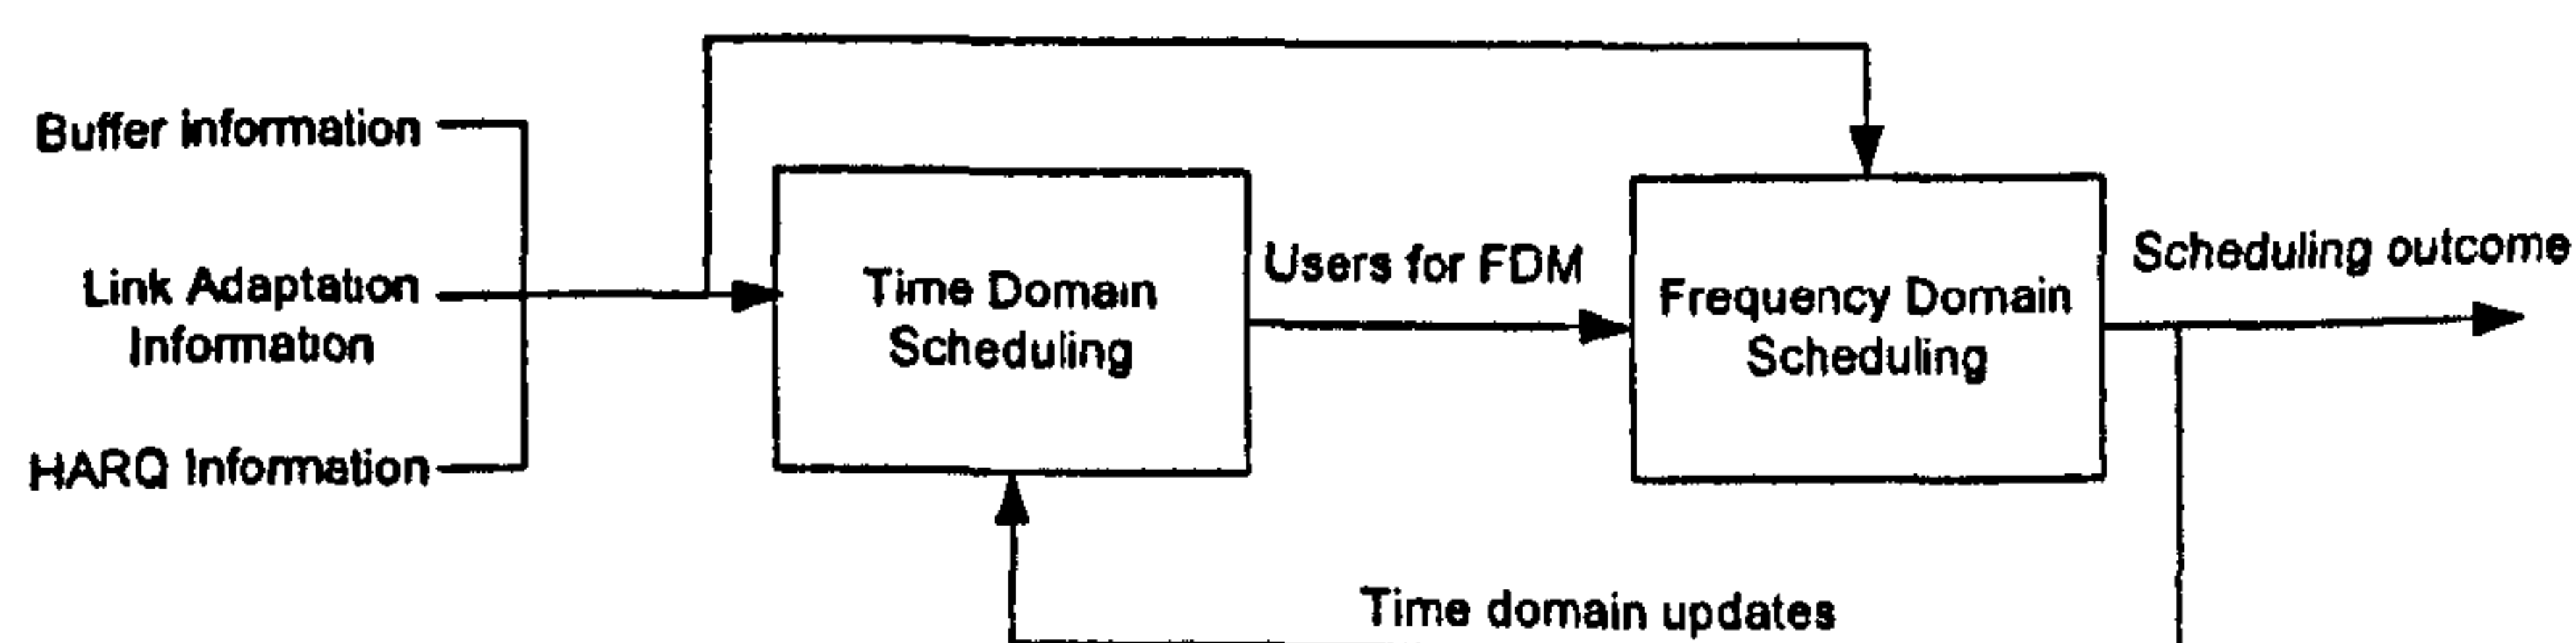 Buffer information
Link Adaptation
Information
HARQ Information
Time Domain
Scheduling
Users for FDM
Frequency Domain
Scheduling
Scheduling outcome
Time domain updates